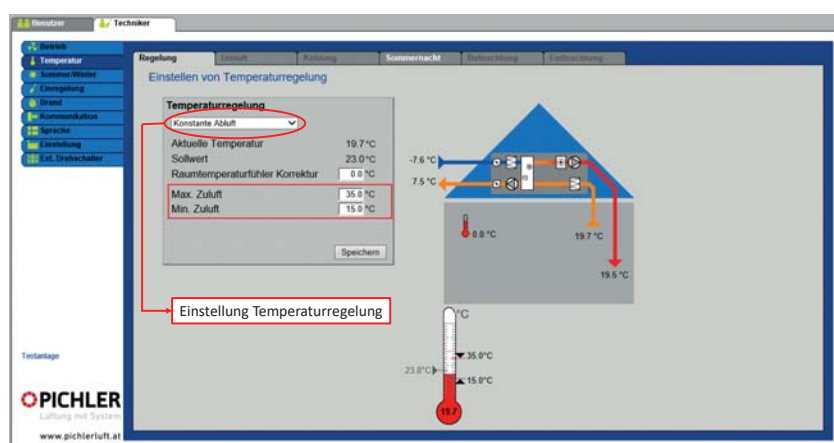 Benutzer
Techniker
Betrieb
Temperatur
Sommer/Winter
Einregelung
Brand
Kommunikation
Sprache
Einstellung
Ext. Drehschalter
Regelung
Umluft
Kühlung
Sommernacht
Befeuchtung
Entfeuchtung
Einstellen von Temperaturregelung
Temperaturregelung
Konstante Abluft
Aktuelle Temperatur 19.7°C
Sollwert 23.0°C
Raumtemperaturfühler Korrektur 0.0 °C
Max. Zuluft 35.0 °C
Min. Zuluft 15.0 °C
Speichern
Einstellung Temperaturregelung
-7.6 °C
7.5 °C
0.0 °C
19.7 °C
19.5 °C
°C
35.0°C
23.0°C
15.0°C
19.7
Testanlage
PICHLER
Lüftung mit System
www.pichlerluft.at